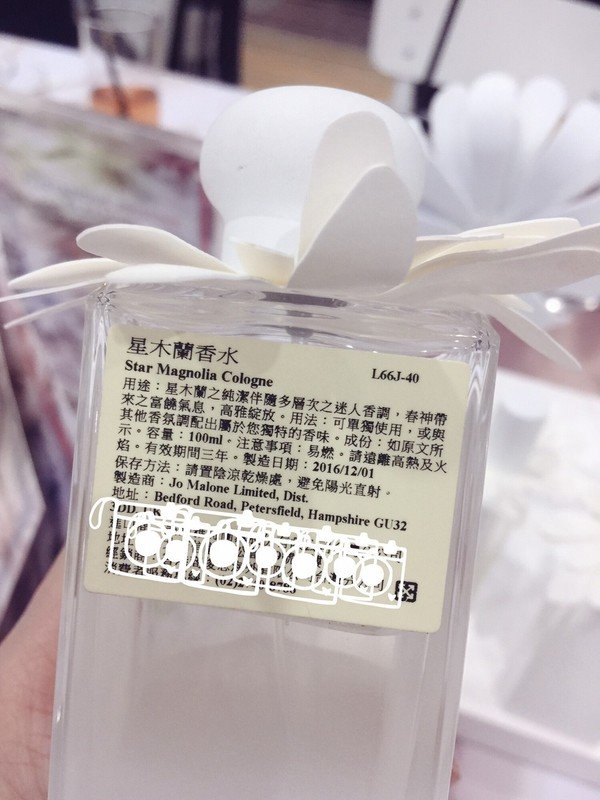 星木蘭香水
Star Magnolia Cologne L66J-40
用途：星木蘭之純潔伴隨多層次之迷人香調，春神帶
來之富饒氣息，高雅綻放。用法：可單獨使用，或與
其他香氛調配出屬於您獨特的香味。成份：如原文所
示。容量：100ml。注意事項：易燃。請遠離高熱及火
焰。有效期間三年。製造日期：2016/12/01
保存方法：請置陰涼乾燥處，避免陽光直射。
製造商：Jo Malone Limited, Dist.
地址：Bedford Road, Petersfield, Hampshire GU32